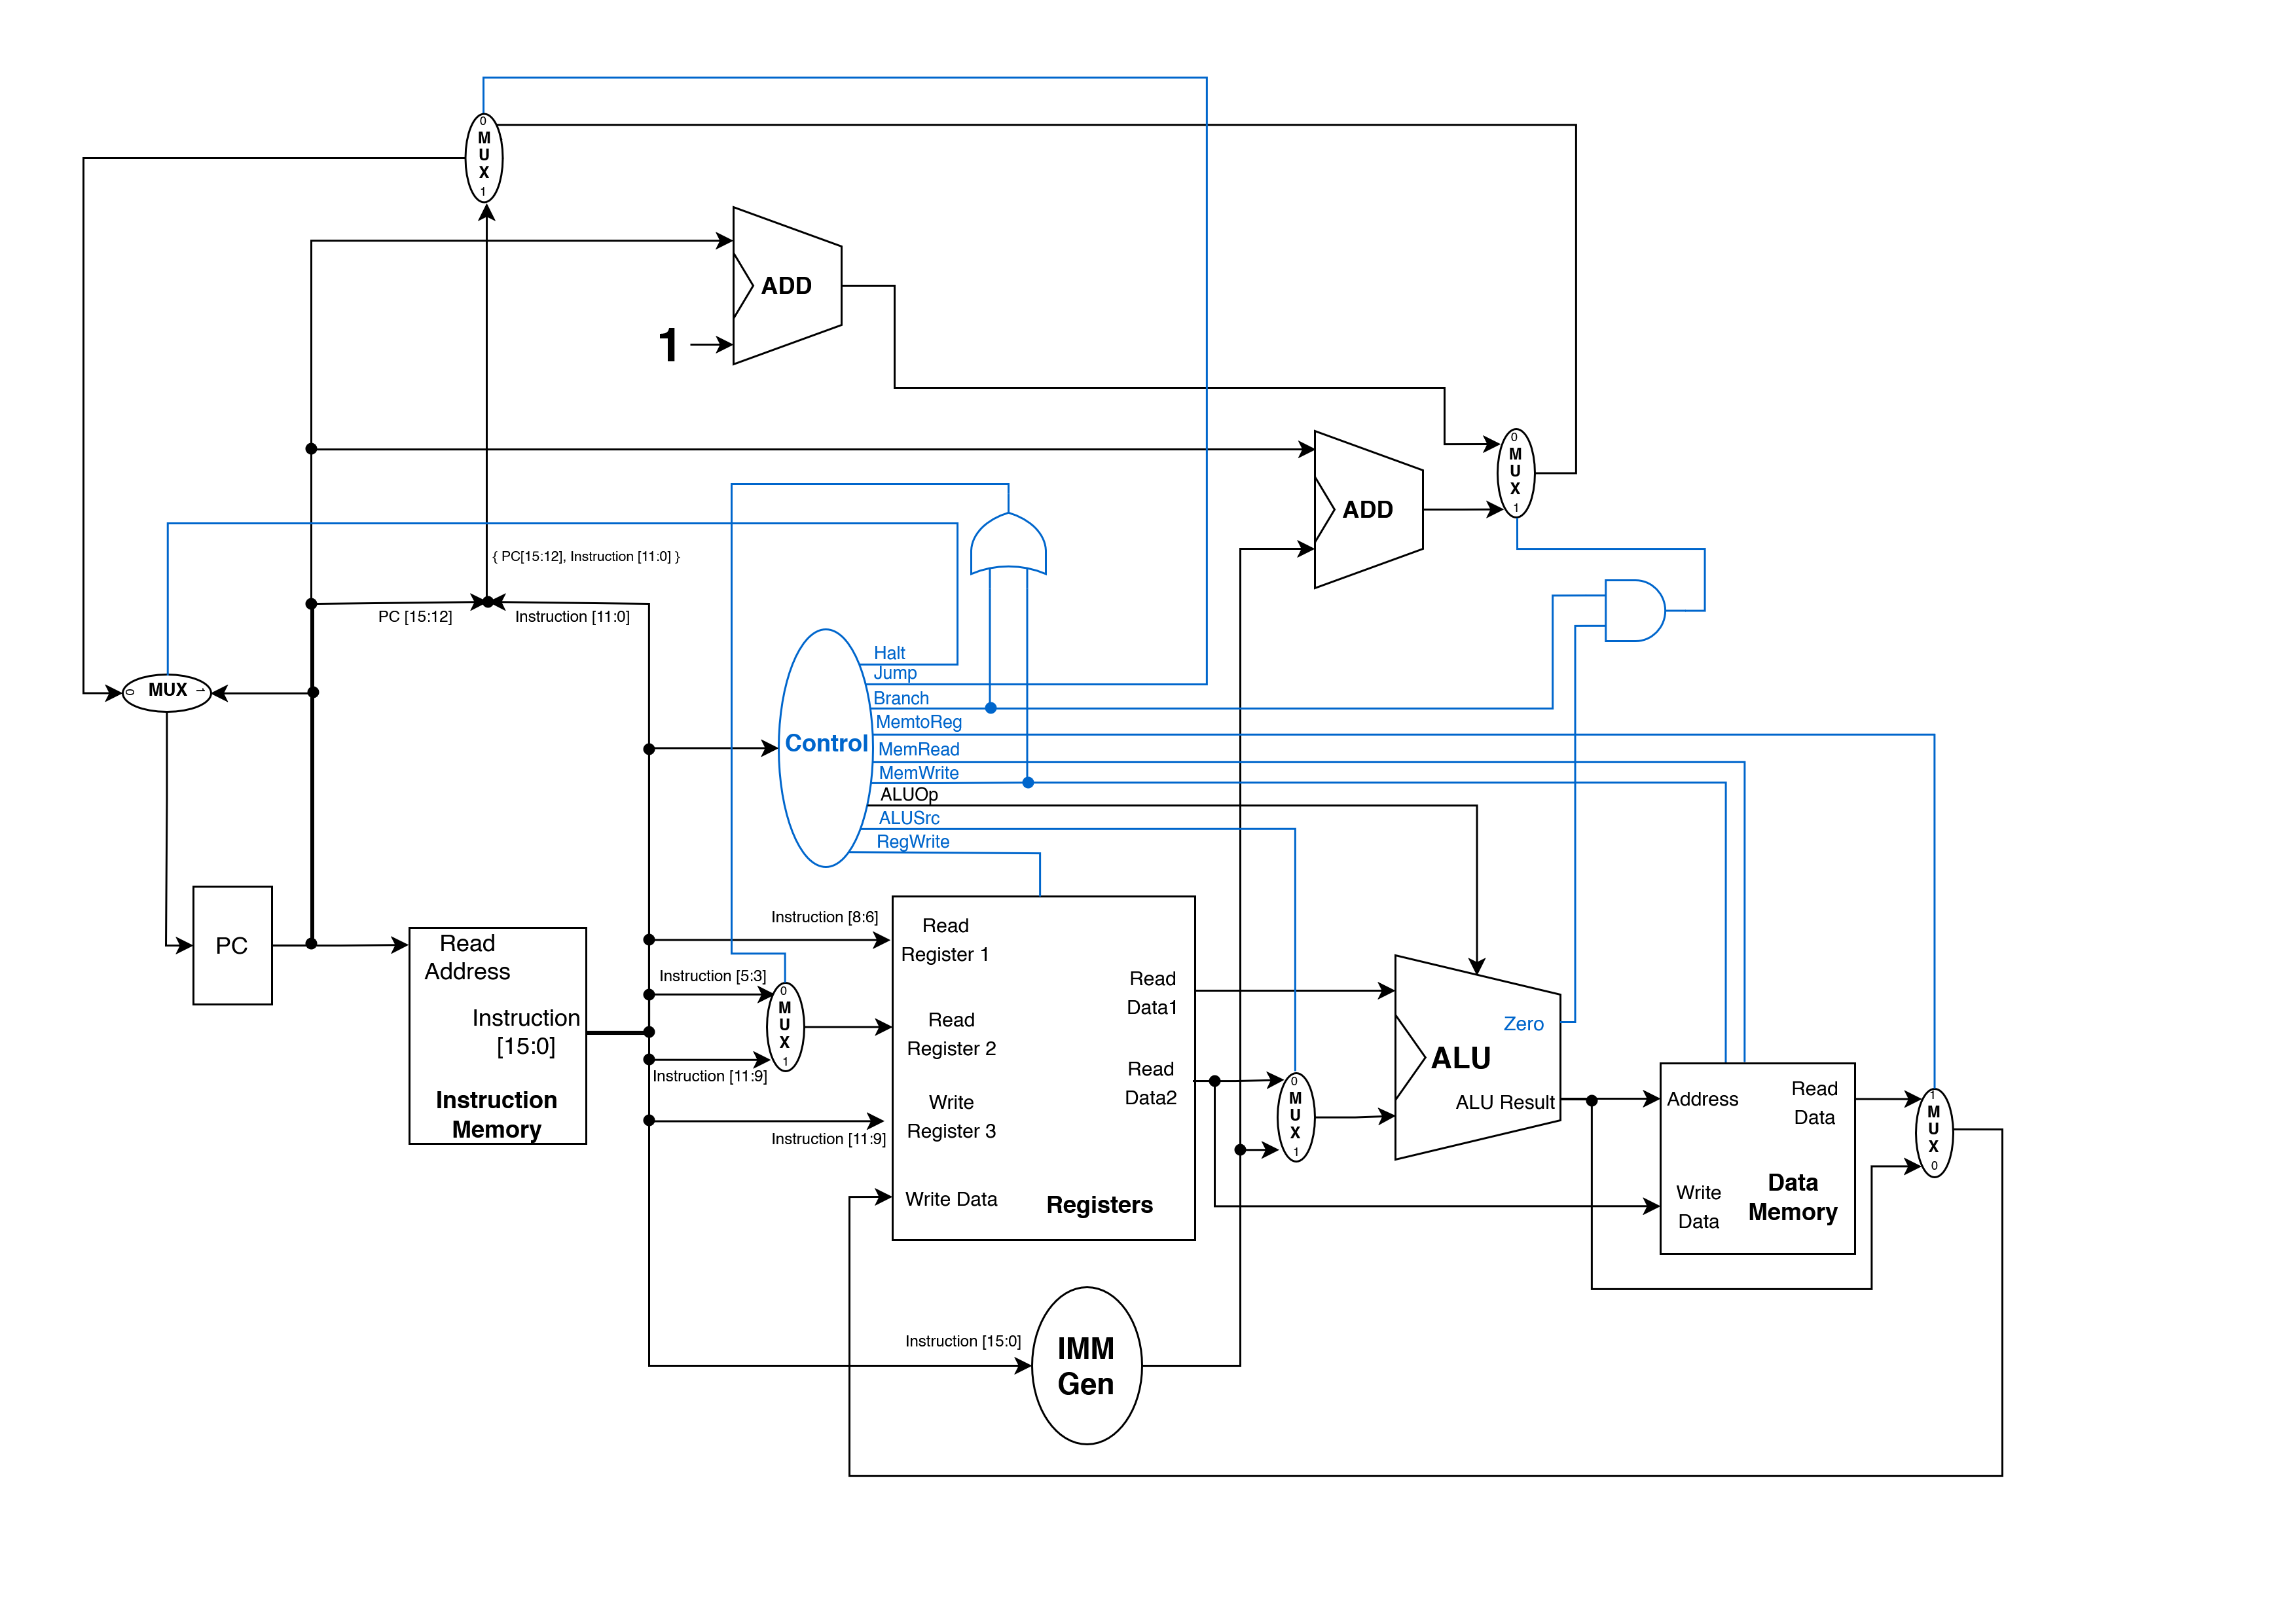 0
M
U
X
1
ADD
1
0
M
U
X
1
ADD
{ PC[15:12], Instruction [11:0] }
PC [15:12]
Instruction [11:0]
0 MUX 1
Halt
Jump
Branch
MemtoReg
Control
MemRead
MemWrite
ALUOp
ALUSrc
RegWrite
PC
Read
Address
Instruction
[15:0]
Instruction
Memory
Instruction [8:6]
Instruction [5:3]
0
M
U
X
1
Instruction [11:9]
Instruction [11:9]
Read
Register 1
Read
Register 2
Write
Register 3
Write Data
Registers
Read
Data1
Read
Data2
0
M
U
X
1
Zero
ALU
ALU Result
Address
Read
Data
Write
Data
Data
Memory
1
M
U
X
0
Instruction [15:0]
IMM
Gen